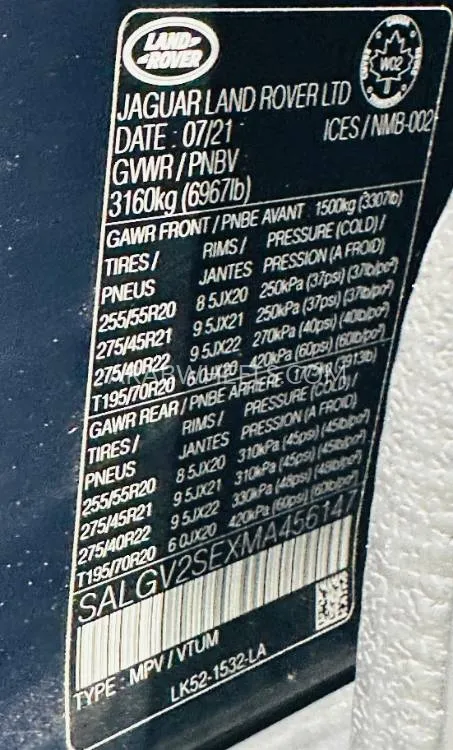 LAND
ROVER
W02
JAGUAR LAND ROVER LTD
ICES / NMB-002
DATE : 07/21
GVWR / PNBV
3160kg (6967lb)
GAWR FRONT / PNBE AVANT : 1500kg (3307lb)
TIRES / RIMS / PRESSURE (COLD) /
PNEUS JANTES PRESSION (A FROID)
255/55R20 8 5JX20 250kPa (37psi) (37lb/po²)
275/45R21 9 5JX21 250kPa (37psi) (37lb/po²)
275/40R22 9 5JX22 270kPa (40psi) (40lb/po²)
T195/70R20 6 0JX20 420kPa (60psi) (60lb/po²)
ARABWHEELS.COM
GAWR REAR / PNBE ARRIERE
TIRES / RIMS / PRESSURE (COLD) /
PNEUS JANTES PRESSION (A FROID)
255/55R20 8 5JX20 310kPa (45psi) (45lb/po²)
275/45R21 9 5JX21 310kPa (45psi) (45lb/po²)
275/40R22 9 5JX22 330kPa (48psi) (48lb/po²)
T195/70R20 6 0JX20 420kPa (60psi) (60lb/po²)
SALGV2SEXMA456147
TYPE : MPV / VTUM
LK52-1532-LA